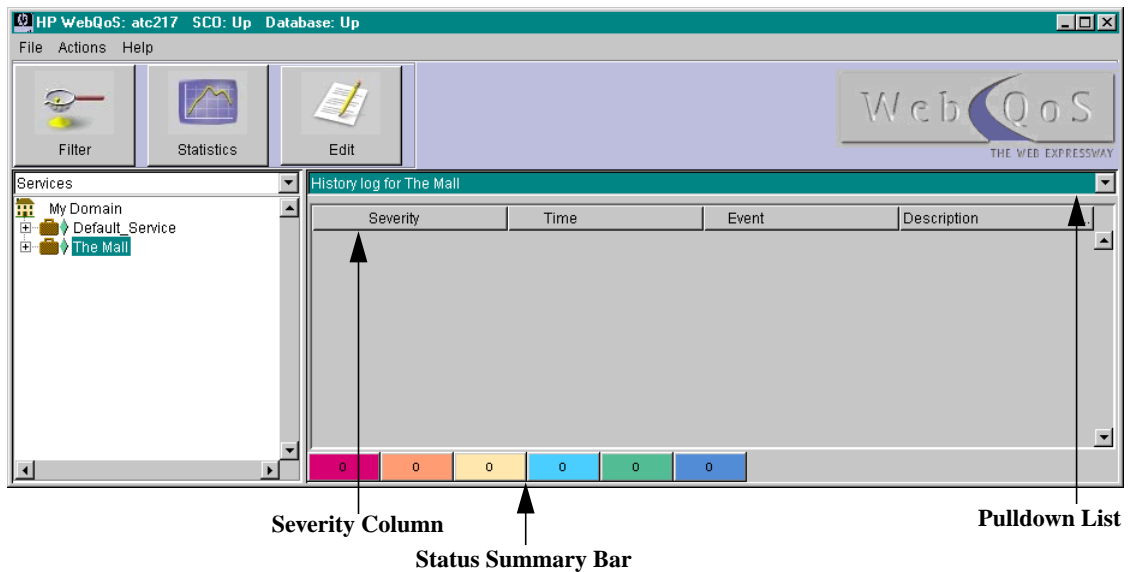 HP WebQoS: atc217 SCO: Up Database: Up
File Actions Help
Filter Statistics Edit
Web QoS
THE WEB EXPRESSWAY
Services
History log for The Mall
My Domain
Default_Service
The Mall
Severity Time Event Description ...
0 0 0 0 0 0
Severity Column
Status Summary Bar
Pulldown List